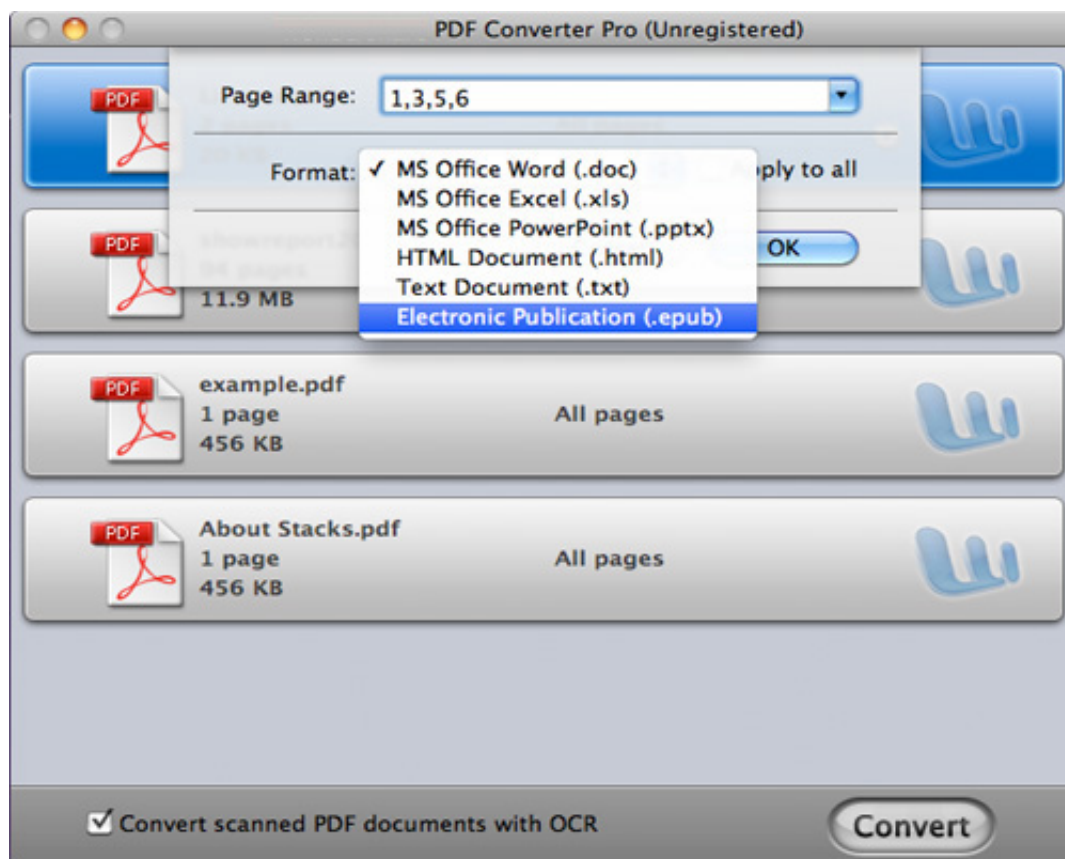 PDF Converter Pro (Unregistered)
PDF
Page Range: 1,3,5,6
Format: ✓ MS Office Word (.doc)
pply to all
MS Office Excel (.xls)
MS Office PowerPoint (.pptx)
HTML Document (.html)
Text Document (.txt)
Electronic Publication (.epub)
OK
PDF
showreport2
94 pages
11.9 MB
PDF
example.pdf
1 page
All pages
456 KB
PDF
About Stacks.pdf
1 page
All pages
456 KB
Convert scanned PDF documents with OCR
Convert